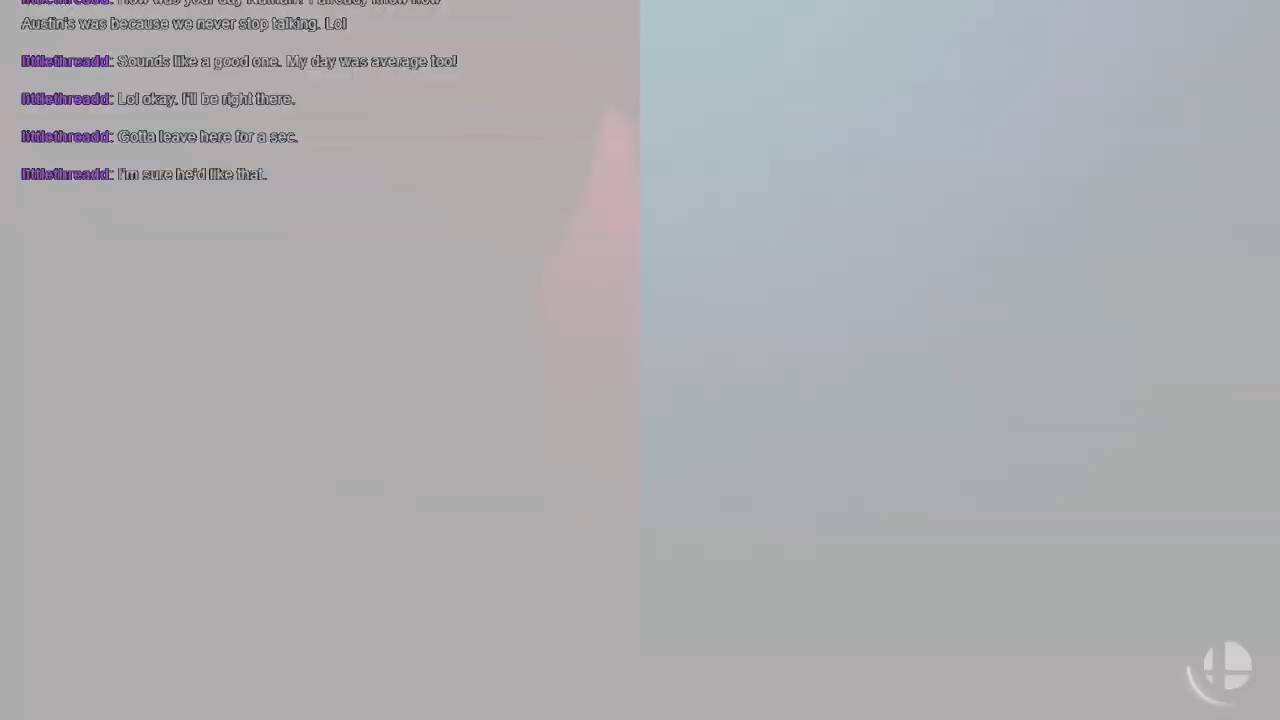 Austin's was because we never stop talking. Lol
littlethreadd: Sounds like a good one. My day was average too!
littlethreadd: Lol okay. I'll be right there.
littlethreadd: Gotta leave here for a sec.
littlethreadd: I'm sure he'd like that.